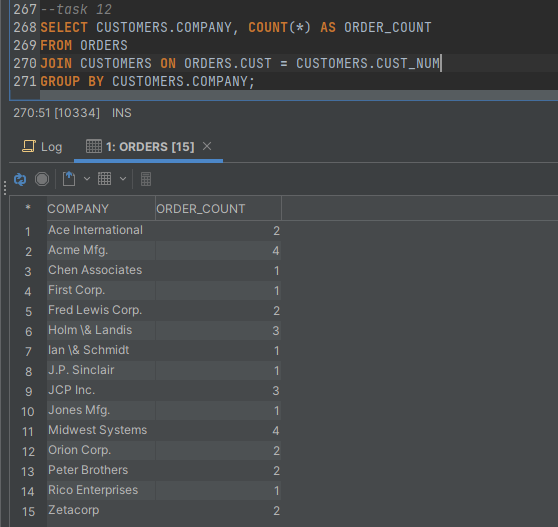 267
268 SELECT CUSTOMERS.COMPANY, COUNT(*) AS ORDER_COUNT
--task 12
269 FROM ORDERS
270 JOIN CUSTOMERS ON ORDERS.CUST = CUSTOMERS.CUST_NUM
271 GROUP BY CUSTOMERS.COMPANY;
270:51 [10334] INS
Log 1: ORDERS [15]
* COMPANY ORDER_COUNT
1 Ace International 2
2 Acme Mfg. 4
3 Chen Associates 1
4 First Corp. 1
5 Fred Lewis Corp. 2
6 Holm \& Landis 3
7 Ian \& Schmidt 1
8 J.P. Sinclair 1
9 JCP Inc. 3
10 Jones Mfg. 1
11 Midwest Systems 4
12 Orion Corp. 2
13 Peter Brothers 2
14 Rico Enterprises 1
15 Zetacorp 2